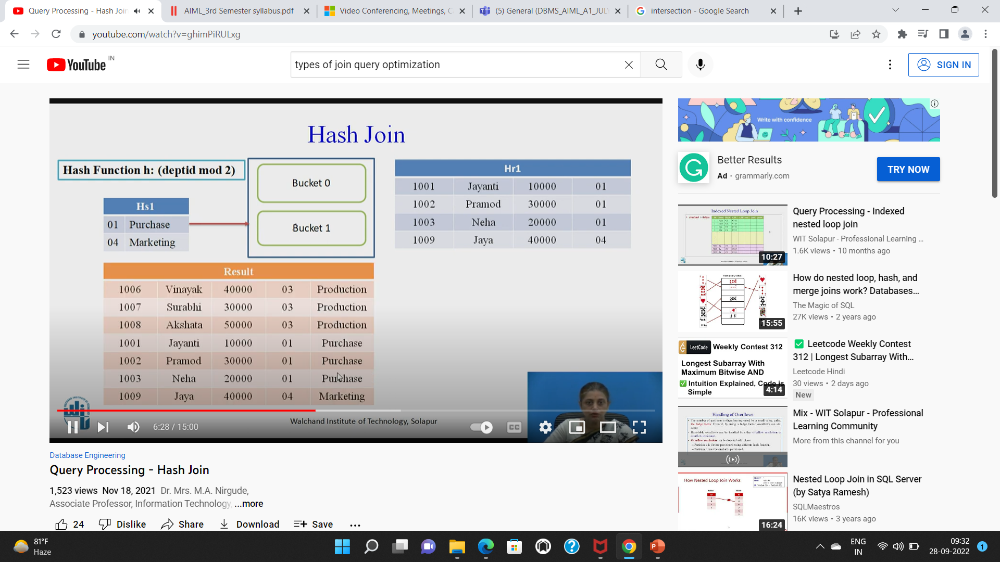 Query Processing - Hash Join
AIML_3rd Semester syllabus.pdf
Video Conferencing, Meetings, C
(5) General (DBMS_AIML_A1_JULY
intersection - Google Search
youtube.com/watch?v=ghimPiRULxg
YouTube IN
types of join query optimization
SIGN IN
Hash Join
Hash Function h: (deptid mod 2)
Bucket 0
Bucket 1
Hs1
01 Purchase
04 Marketing
Hr1
1001 Jayanti 10000 01
1002 Pramod 30000 01
1003 Neha 20000 01
1009 Jaya 40000 04
Result
1006 Vinayak 40000 03 Production
1007 Surabhi 30000 03 Production
1008 Akshata 50000 03 Production
1001 Jayanti 10000 01 Purchase
1002 Pramod 30000 01 Purchase
1003 Neha 20000 01 Purchase
1009 Jaya 40000 04 Marketing
Walchand Institute of Technology, Solapur
6:28 / 15:00
CC
Database Engineering
Query Processing - Hash Join
1,523 views Nov 18, 2021 Dr. Mrs. M.A. Nirgude,
Associate Professor, Information Technology, ...more
24 Dislike Share Download Save ...
Write with confidence
Better Results
Ad · grammarly.com
TRY NOW
Indexed Nested Loop Join
10:27
Query Processing - Indexed
nested loop join
WIT Solapur - Professional Learning ...
1.6K views • 10 months ago
15:55
How do nested loop, hash, and
merge joins work? Databases...
The Magic of SQL
27K views • 2 years ago
LeetCode Weekly Contest 312
Longest Subarray With
Maximum Bitwise AND
Intuition Explained, Code is
Simple
4:14
Leetcode Weekly Contest
312 | Longest Subarray With...
Leetcode Hindi
30 views • 2 days ago
New
Handling of Overflows
Mix - WIT Solapur - Professional
Learning Community
More from this channel for you
How Nested Loop Join Works
16:24
Nested Loop Join in SQL Server
(by Satya Ramesh)
SQLMaestros
16K views • 3 years ago
81°F
Haze
ENG
IN
09:32
28-09-2022
1